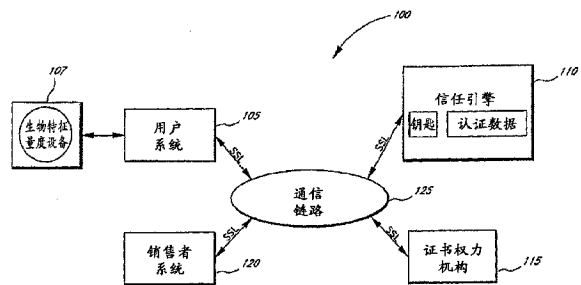 100
107
生物特征
量度设备
用户
系统
105
110
信任引擎
钥匙
认证数据
SSL
SSL
通信
链路
125
销售者
系统
120
SSL
SSL
证书权力
机构
115